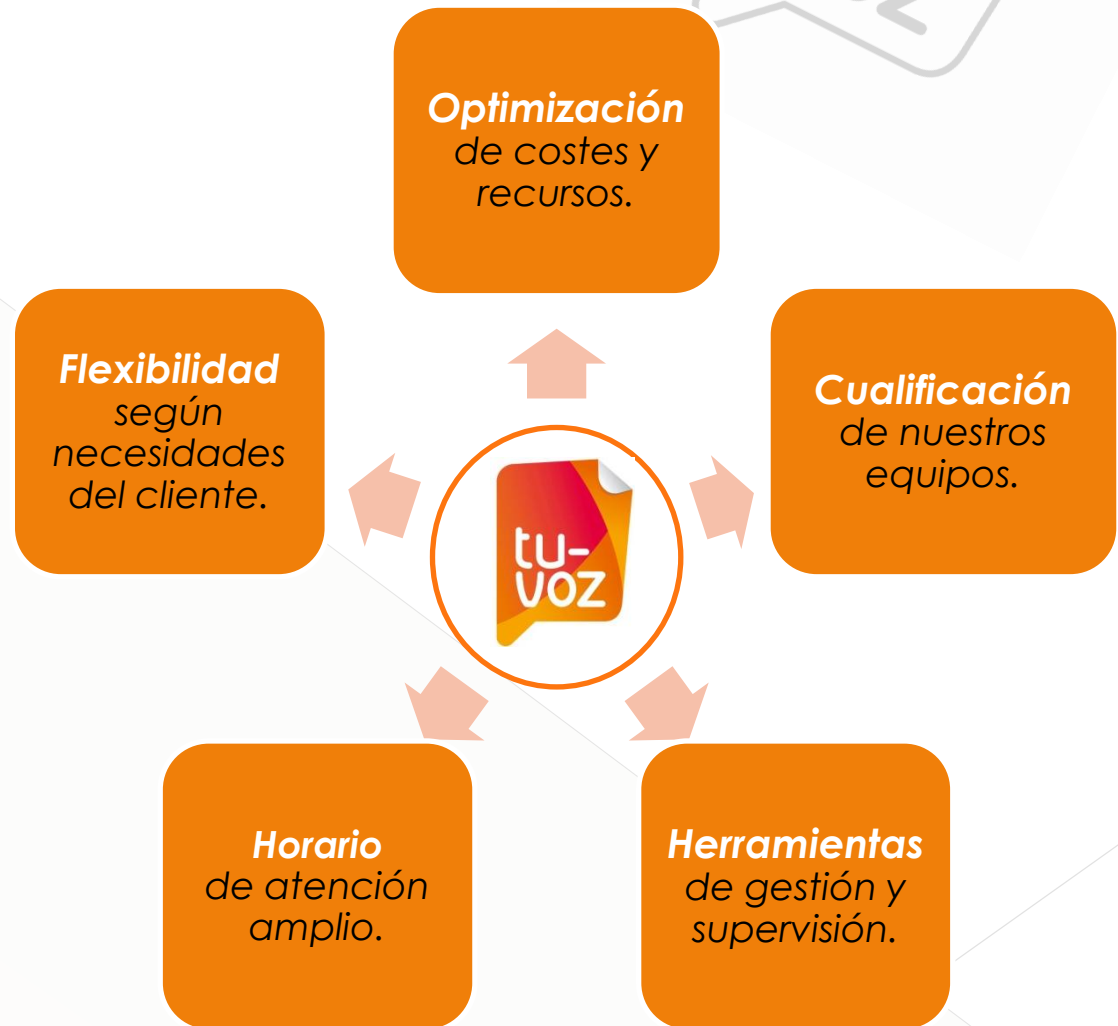 Optimización
de costes y
recursos.
Flexibilidad
según
necesidades
del cliente.
Cualificación
de nuestros
equipos.
tu-
voz
Horario
de atención
amplio.
Herramientas
de gestión y
supervisión.